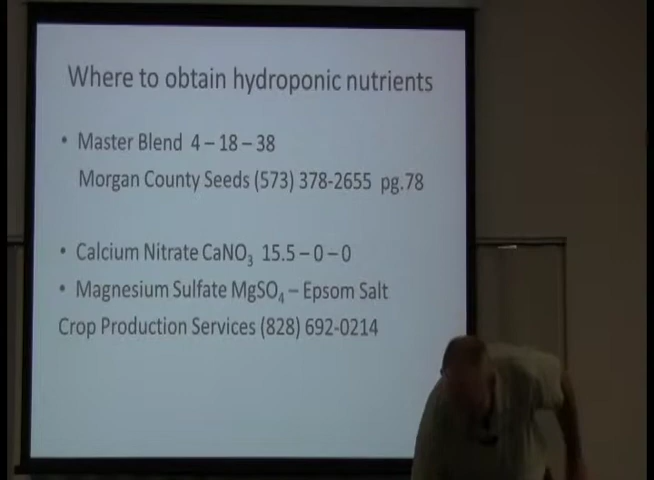 Where to obtain hydroponic nutrients
• Master Blend 4 – 18 – 38
Morgan County Seeds (573) 378-2655 pg.78
• Calcium Nitrate CaNO₃ 15.5 – 0 – 0
• Magnesium Sulfate MgSO₄ – Epsom Salt
Crop Production Services (828) 692-0214